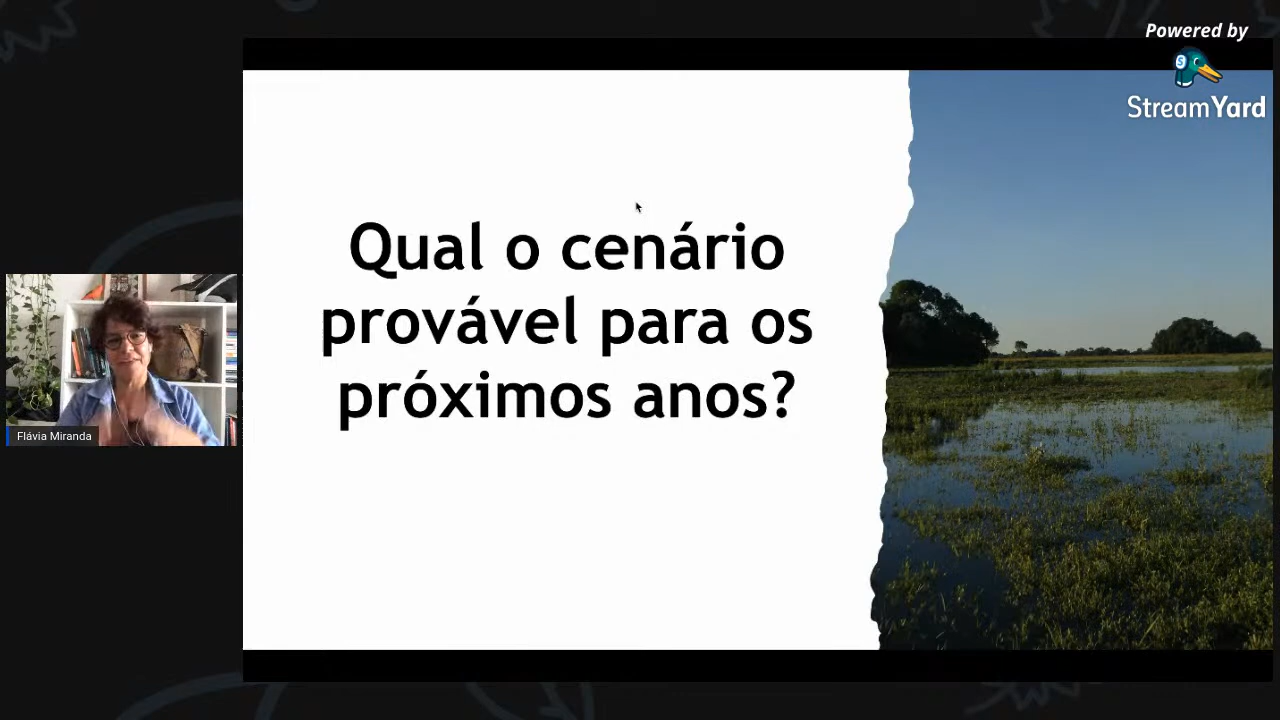 Powered by
StreamYard
Qual o cenário
provável para os
próximos anos?
Flávia Miranda